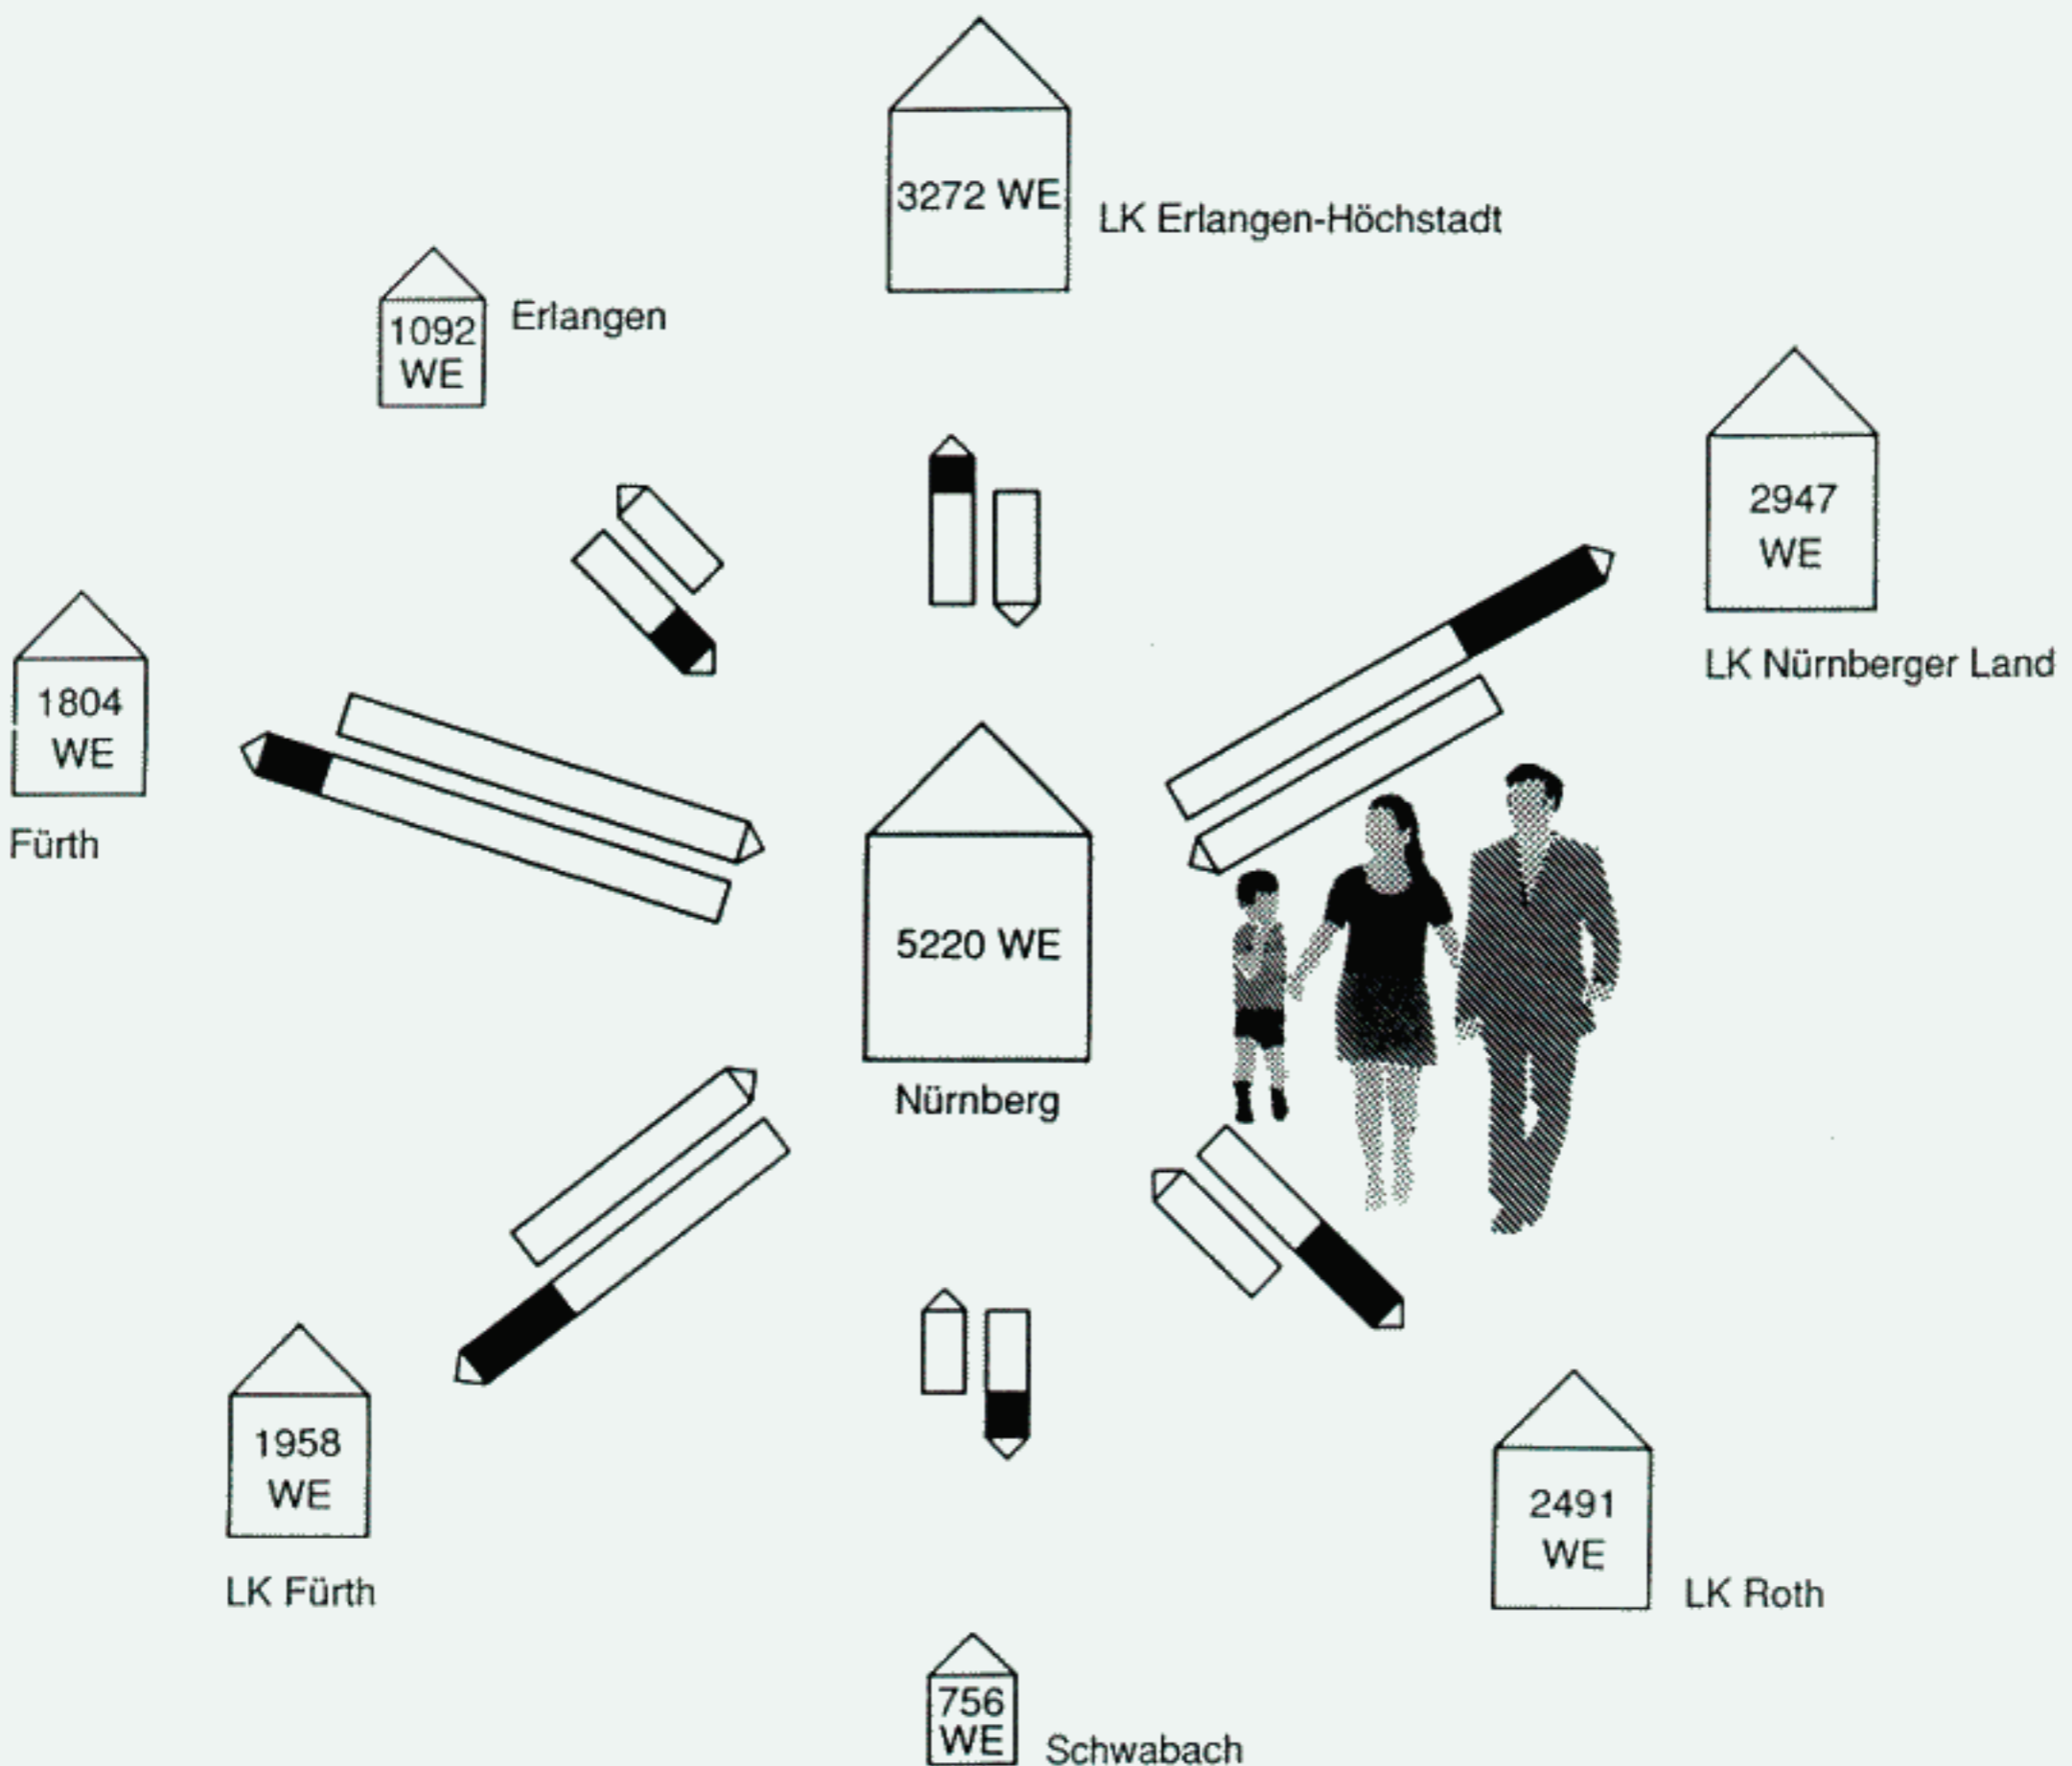 3272 WE
LK Erlangen-Höchstadt
Erlangen
1092
WE
2947
WE
LK Nürnberger Land
1804
WE
Fürth
5220 WE
Nürnberg
1958
WE
LK Fürth
2491
WE
LK Roth
756
WE
Schwabach